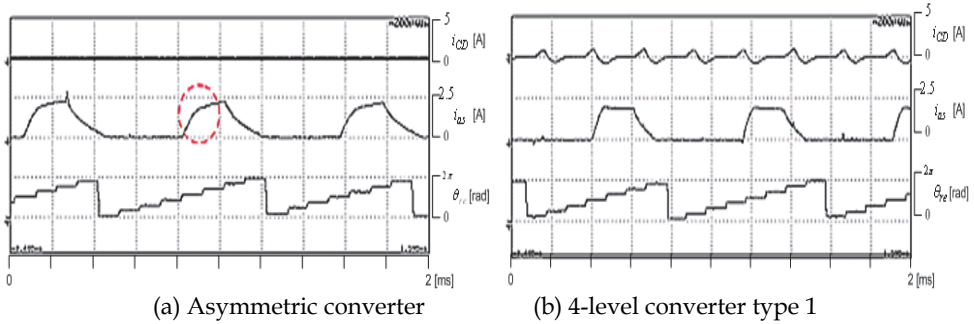 5
i_CD [A]
0
2.5
i_as [A]
0
2π
θ_re [rad]
0
0
2 [ms]
(a) Asymmetric converter
5
i_CD [A]
0
2.5
i_as [A]
0
2π
θ_re [rad]
0
0
2 [ms]
(b) 4-level converter type 1